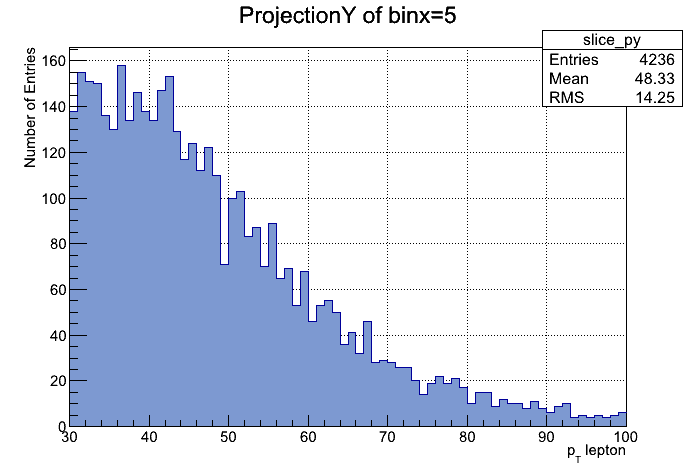 ProjectionY of binx=5
slice_py
Entries 4236
Mean 48.33
RMS 14.25
Number of Entries
160
140
120
100
80
60
40
20
0
30 40 50 60 70 80 90 100
p_T lepton